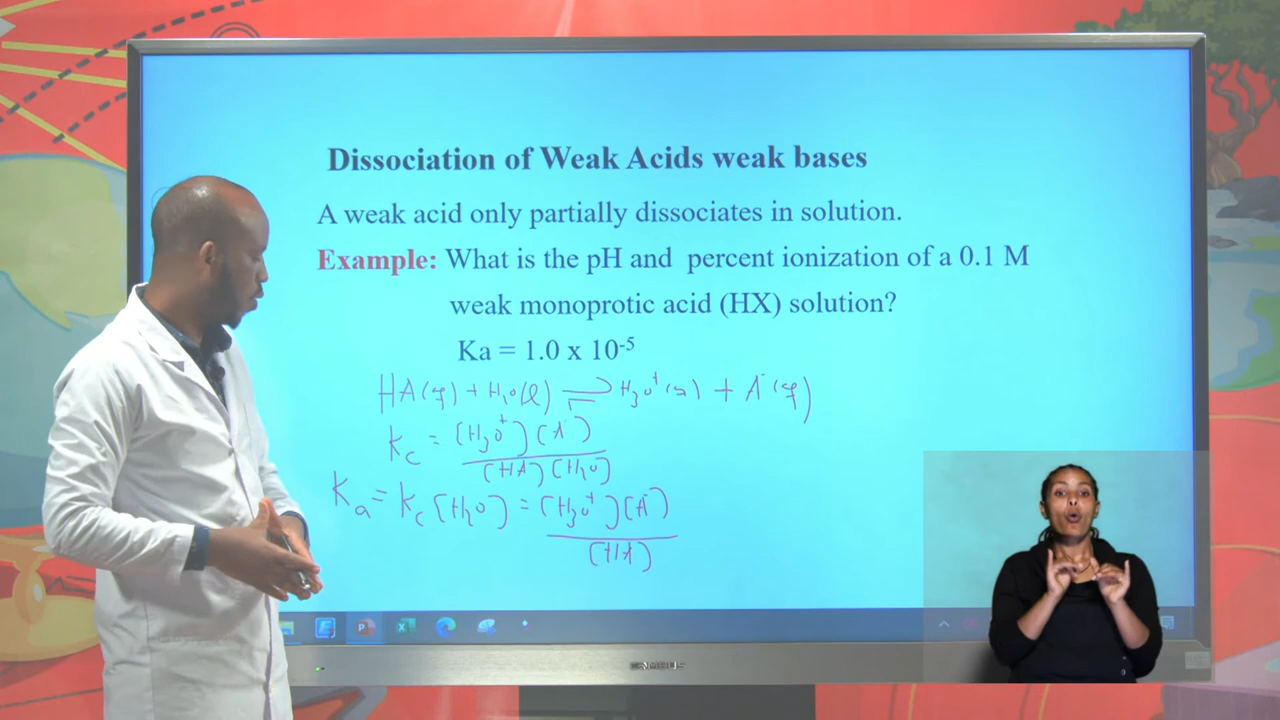 Dissociation of Weak Acids weak bases
A weak acid only partially dissociates in solution.
Example: What is the pH and percent ionization of a 0.1 M
weak monoprotic acid (HX) solution?
Ka = 1.0 x 10⁻⁵
HA(aq) + H₂O(l) ⇌ H₃O⁺(aq) + A⁻(aq)
Kc = [H₃O⁺][A⁻]
[HA][H₂O]
Ka = Kc[H₂O] = [H₃O⁺][A⁻]
[HA]